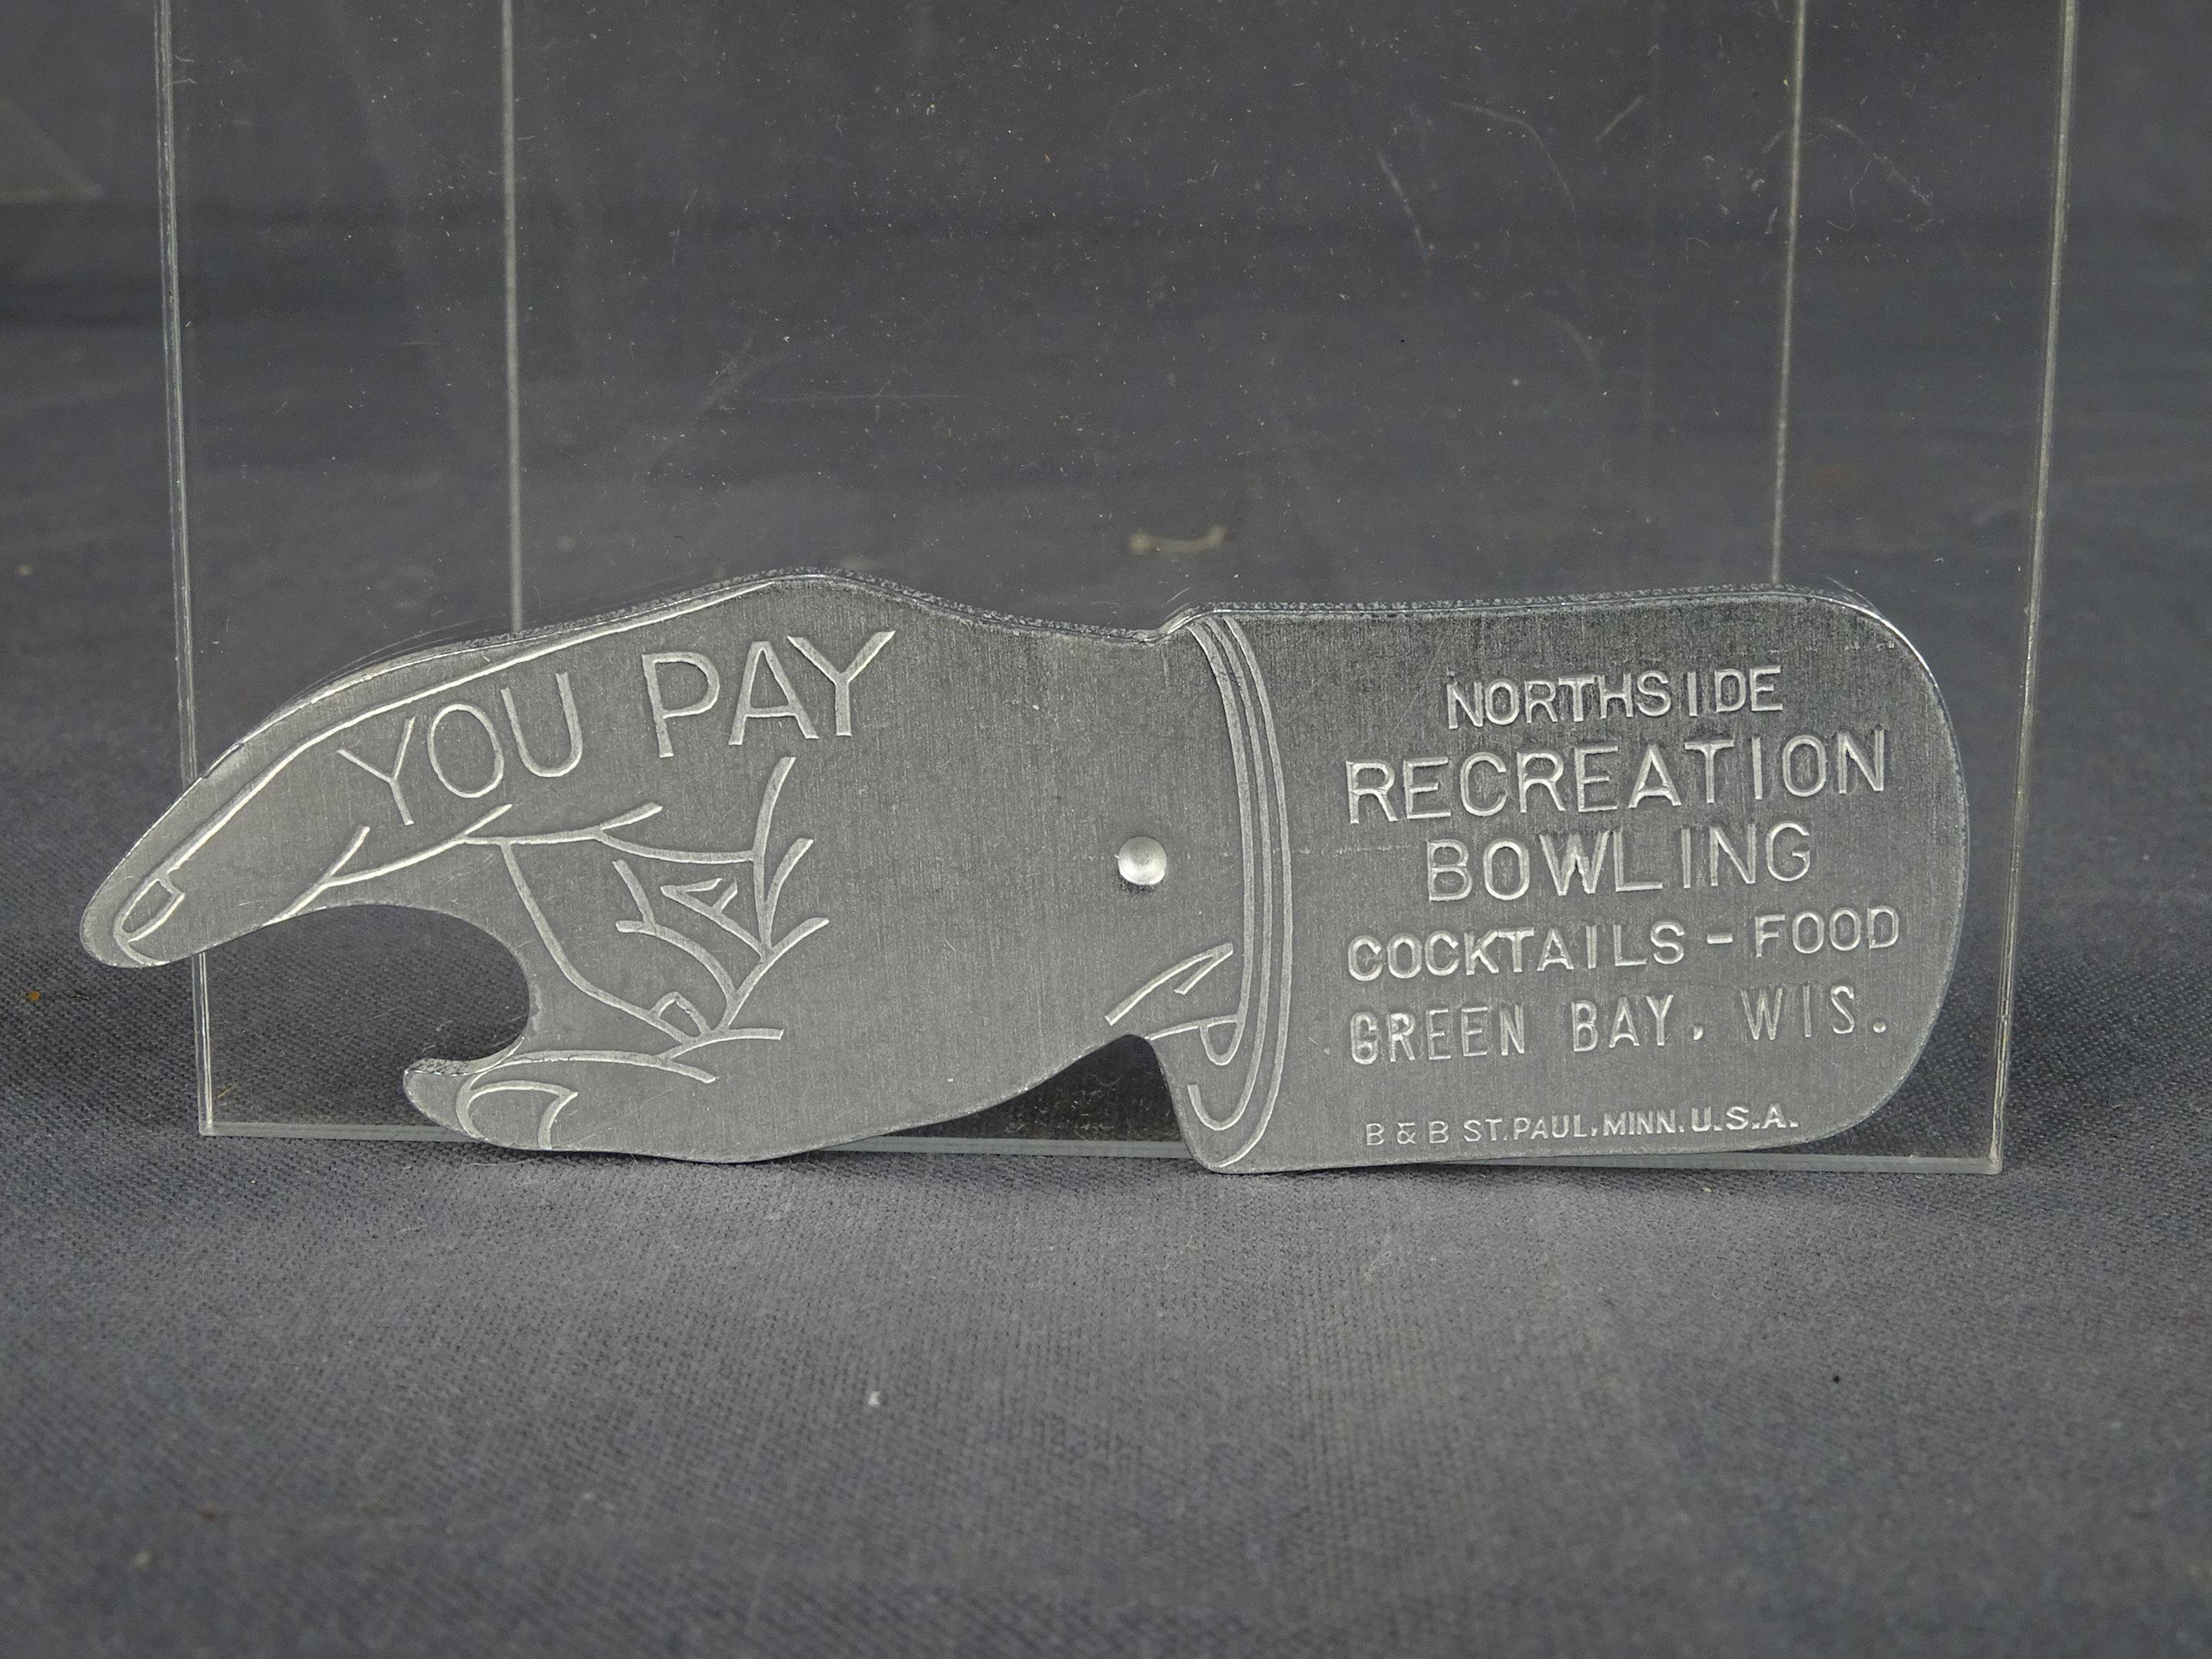 YOU PAY
NORTHSIDE
RECREATION
BOWLING
COCKTAILS - FOOD
GREEN BAY, WIS.
B & B ST. PAUL, MINN. U.S.A.